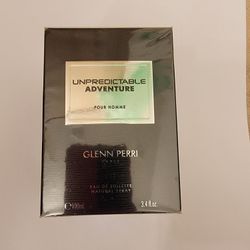 UNPREDICTABLE
ADVENTURE
POUR HOMME
GLENN PERRI
PARIS
EAU DE TOILETTE
NATURAL SPRAY
100ml 3.4 fl.oz.